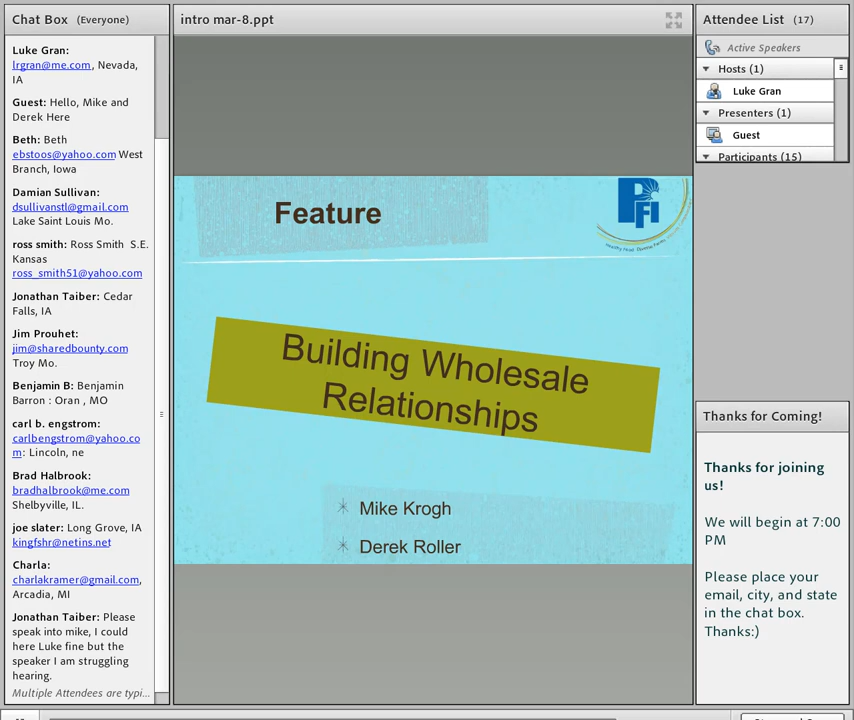 Chat Box (Everyone)
Luke Gran:
lrgran@me.com, Nevada,
IA
Guest: Hello, Mike and
Derek Here
Beth: Beth
ebstoos@yahoo.com West
Branch, Iowa
Damian Sullivan:
dsullivanstl@gmail.com
Lake Saint Louis Mo.
ross smith: Ross Smith S.E.
Kansas
ross_smith51@yahoo.com
Jonathan Taiber: Cedar
Falls, IA
Jim Prouhet:
jim@sharedbounty.com
Troy Mo.
Benjamin B: Benjamin
Barron : Oran , MO
carl b. engstrom:
carlbengstrom@yahoo.co
m: Lincoln, ne
Brad Halbrook:
bradhalbrook@me.com
Shelbyville, IL.
joe slater: Long Grove, IA
kingfshr@netins.net
Charla:
charlakramer@gmail.com,
Arcadia, MI
Jonathan Taiber: Please
speak into mike, I could
here Luke fine but the
speaker I am struggling
hearing.
Multiple Attendees are typi...
intro mar-8.ppt
Feature
PFI
Building Wholesale
Relationships
Mike Krogh
Derek Roller
Attendee List (17)
Active Speakers
Hosts (1)
Luke Gran
Presenters (1)
Guest
Participants (15)
Thanks for Coming!
Thanks for joining
us!
We will begin at 7:00
PM
Please place your
email, city, and state
in the chat box.
Thanks:)